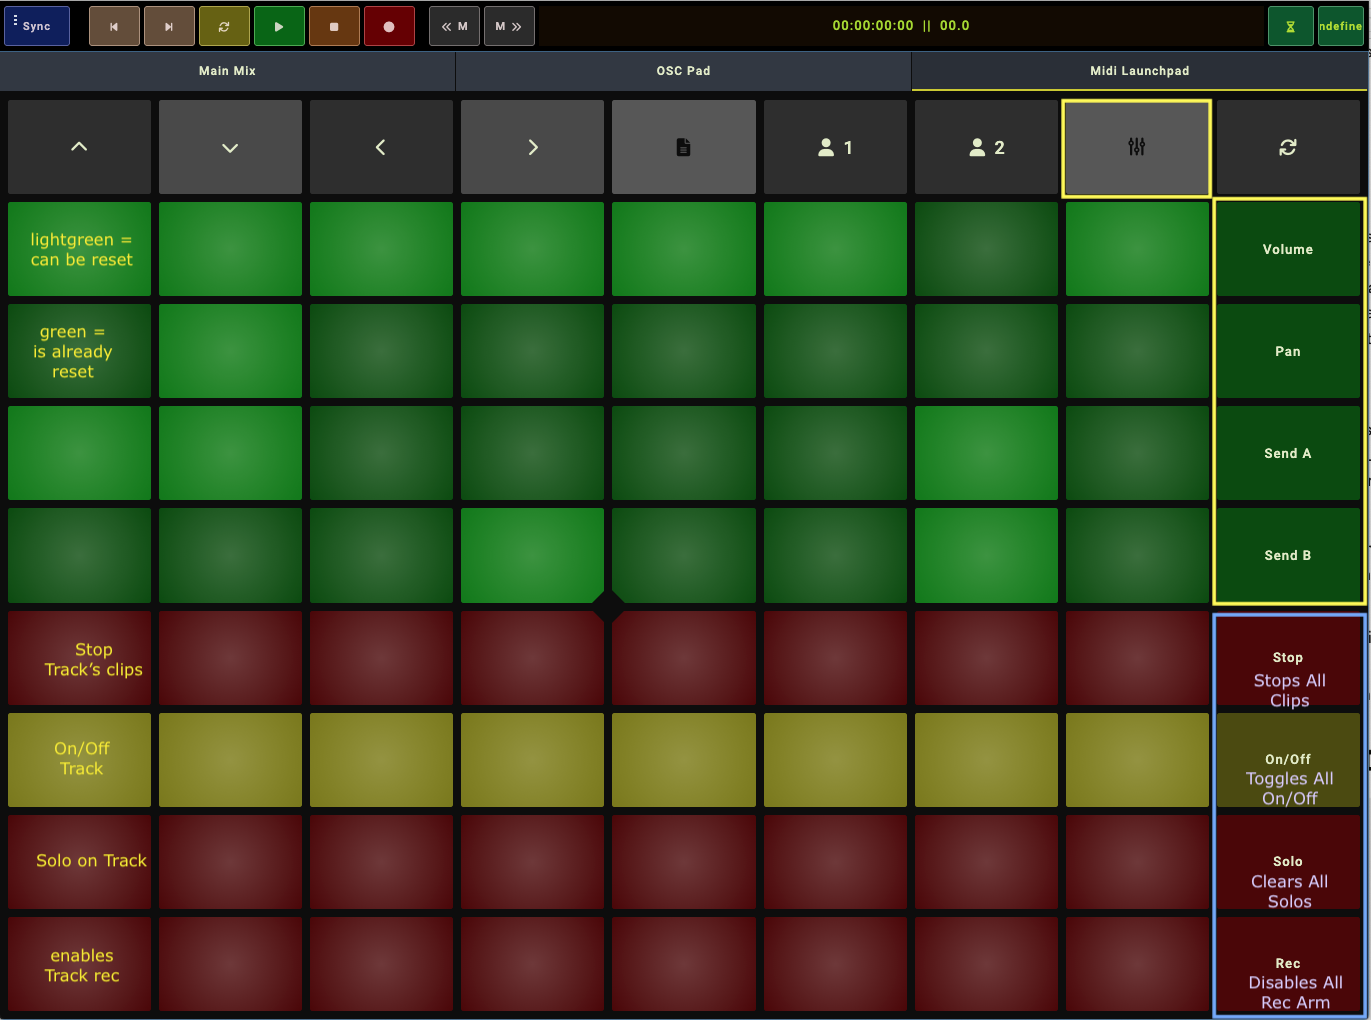 Sync
M
M
00:00:00:00 || 00.0
ndefine
Main Mix
OSC Pad
Midi Launchpad
1
2
lightgreen =
can be reset
Volume
green =
is already
reset
Pan
Send A
Send B
Stop
Track's clips
Stop
Stops All
Clips
On/Off
Track
On/Off
Toggles All
On/Off
Solo on Track
Solo
Clears All
Solos
enables
Track rec
Rec
Disables All
Rec Arm